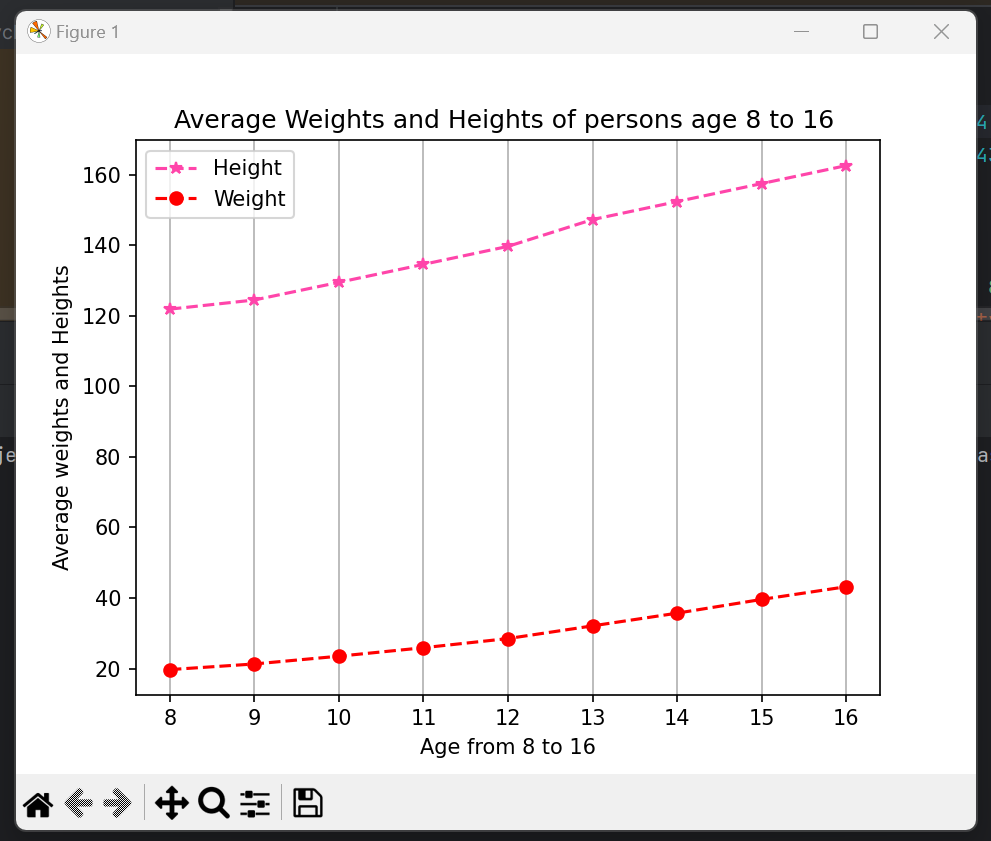 Figure 1
Average Weights and Heights of persons age 8 to 16
Height
Weight
160
140
120
100
80
60
40
20
Average weights and Heights
8 9 10 11 12 13 14 15 16
Age from 8 to 16